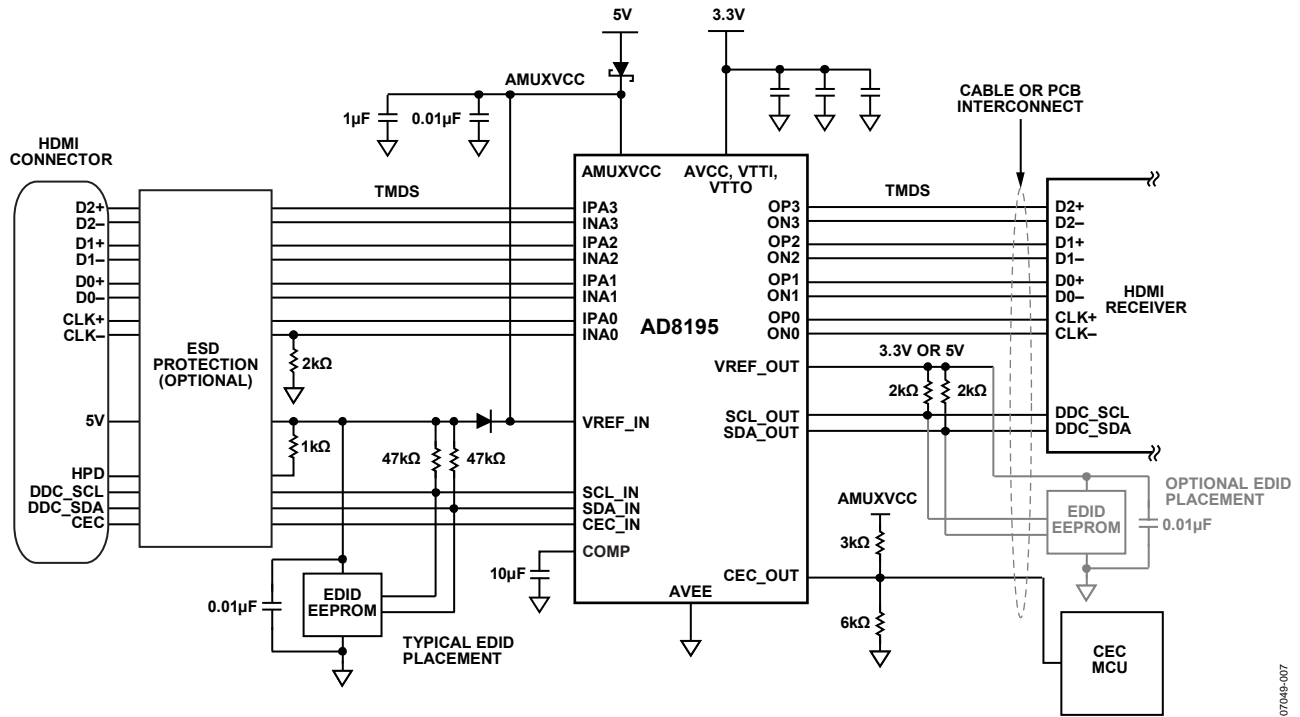 5V
3.3V
AMUXVCC
1µF
0.01µF
CABLE OR PCB
INTERCONNECT
HDMI
CONNECTOR
D2+
D2–
D1+
D1–
D0+
D0–
CLK+
CLK–
5V
HPD
DDC_SCL
DDC_SDA
CEC
ESD
PROTECTION
(OPTIONAL)
TMDS
2kΩ
1kΩ
47kΩ
47kΩ
0.01µF
EDID
EEPROM
TYPICAL EDID
PLACEMENT
10µF
AMUXVCC
AVCC, VTTI,
VTTO
IPA3
INA3
IPA2
INA2
IPA1
INA1
IPA0
INA0
VREF_IN
SCL_IN
SDA_IN
CEC_IN
COMP
AD8195
AVEE
OP3
ON3
OP2
ON2
OP1
ON1
OP0
ON0
VREF_OUT
SCL_OUT
SDA_OUT
CEC_OUT
TMDS
3.3V OR 5V
2kΩ
2kΩ
AMUXVCC
3kΩ
6kΩ
D2+
D2–
D1+
D1–
D0+
D0–
CLK+
CLK–
HDMI
RECEIVER
DDC_SCL
DDC_SDA
OPTIONAL EDID
PLACEMENT
EDID
EEPROM
0.01µF
CEC
MCU
07049-007